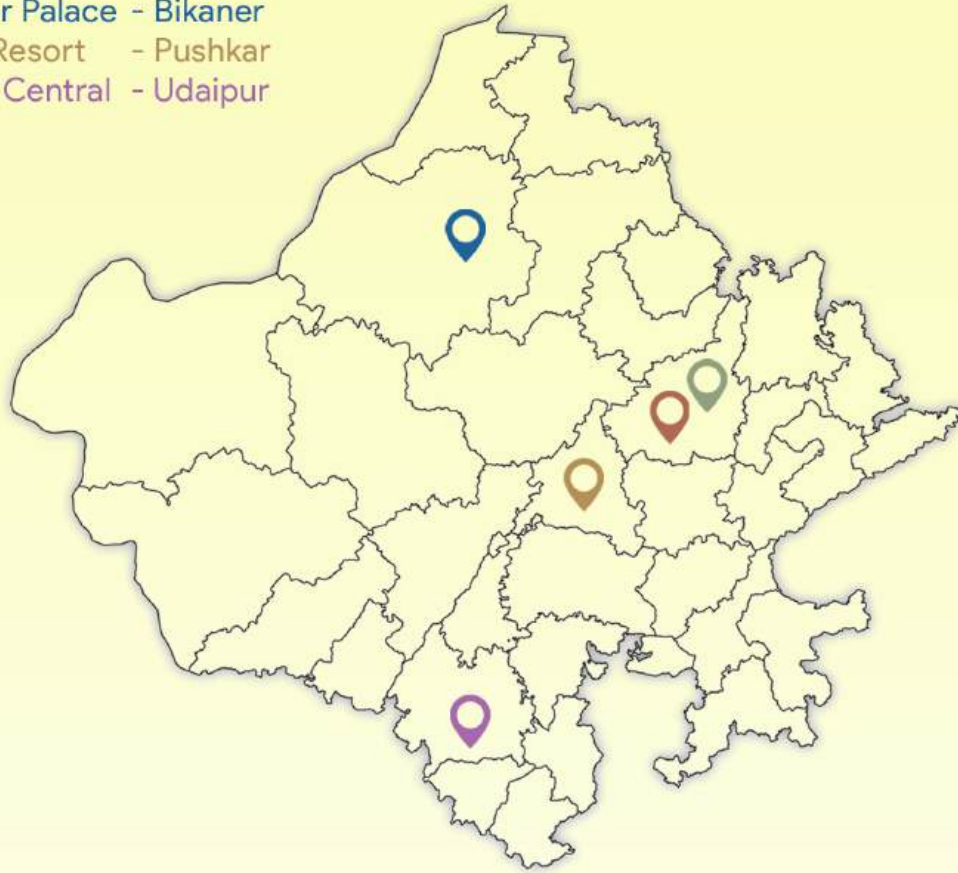 r Palace - Bikaner
Resort - Pushkar
Central - Udaipur